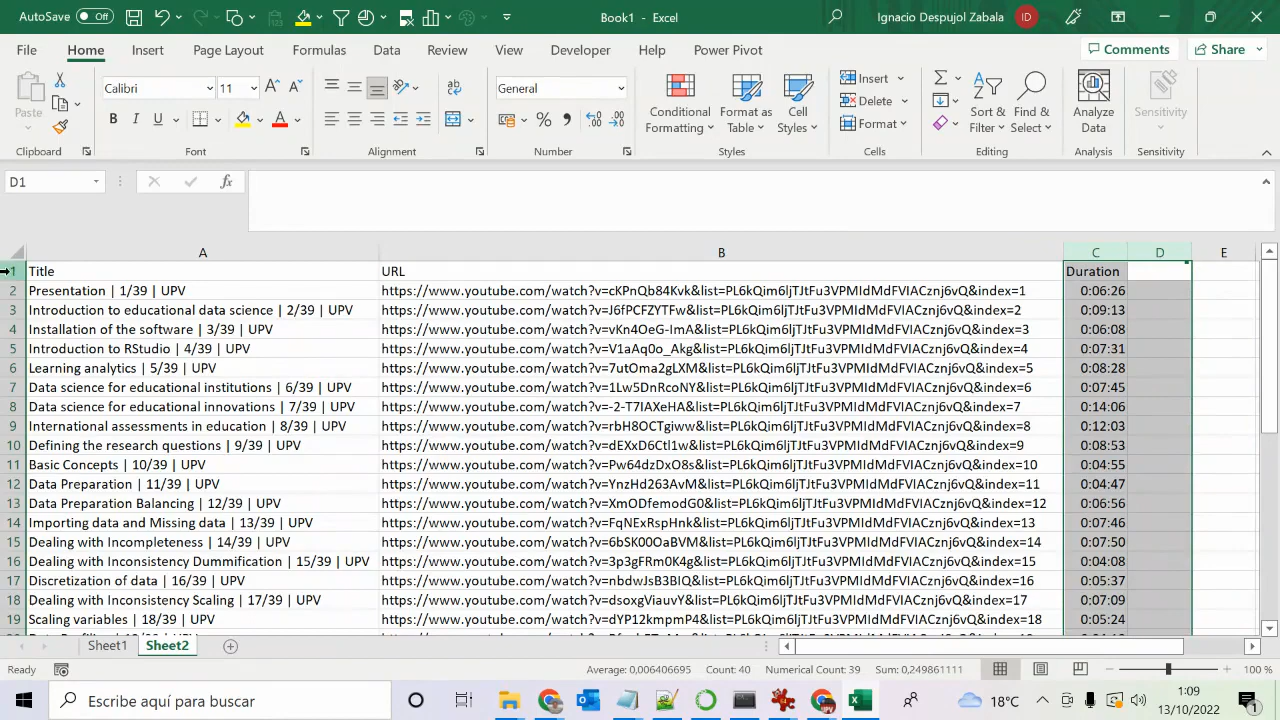 AutoSave Off Book1 - Excel Ignacio Despujol Zabala ID
File Home Insert Page Layout Formulas Data Review View Developer Help Power Pivot Comments Share
Paste Calibri 11 General Conditional Formatting Format as Table Cell Styles Insert Delete Format Sort & Filter Find & Select Analyze Data Sensitivity
B I U A
Clipboard Font Alignment Number Styles Cells Editing Analysis Sensitivity
D1 fx
A B C D E
1 Title URL Duration
2 Presentation | 1/39 | UPV https://www.youtube.com/watch?v=cKPnQb84Kvk&list=PL6kQim6ljTJtFu3VPMIdMdFVIACznj6vQ&index=1 0:06:26
3 Introduction to educational data science | 2/39 | UPV https://www.youtube.com/watch?v=J6fPCFZYTFw&list=PL6kQim6ljTJtFu3VPMIdMdFVIACznj6vQ&index=2 0:09:13
4 Installation of the software | 3/39 | UPV https://www.youtube.com/watch?v=vKn4OeG-ImA&list=PL6kQim6ljTJtFu3VPMIdMdFVIACznj6vQ&index=3 0:06:08
5 Introduction to RStudio | 4/39 | UPV https://www.youtube.com/watch?v=V1aAq0o_Akg&list=PL6kQim6ljTJtFu3VPMIdMdFVIACznj6vQ&index=4 0:07:31
6 Learning analytics | 5/39 | UPV https://www.youtube.com/watch?v=7utOma2gLXM&list=PL6kQim6ljTJtFu3VPMIdMdFVIACznj6vQ&index=5 0:08:28
7 Data science for educational institutions | 6/39 | UPV https://www.youtube.com/watch?v=1Lw5DnRcoNY&list=PL6kQim6ljTJtFu3VPMIdMdFVIACznj6vQ&index=6 0:07:45
8 Data science for educational innovations | 7/39 | UPV https://www.youtube.com/watch?v=-2-T7IAXeHA&list=PL6kQim6ljTJtFu3VPMIdMdFVIACznj6vQ&index=7 0:14:06
9 International assessments in education | 8/39 | UPV https://www.youtube.com/watch?v=rbH8OCTgiww&list=PL6kQim6ljTJtFu3VPMIdMdFVIACznj6vQ&index=8 0:12:03
10 Defining the research questions | 9/39 | UPV https://www.youtube.com/watch?v=dEXxD6Ctl1w&list=PL6kQim6ljTJtFu3VPMIdMdFVIACznj6vQ&index=9 0:08:53
11 Basic Concepts | 10/39 | UPV https://www.youtube.com/watch?v=Pw64dzDxO8s&list=PL6kQim6ljTJtFu3VPMIdMdFVIACznj6vQ&index=10 0:04:55
12 Data Preparation | 11/39 | UPV https://www.youtube.com/watch?v=YnzHd263AvM&list=PL6kQim6ljTJtFu3VPMIdMdFVIACznj6vQ&index=11 0:04:47
13 Data Preparation Balancing | 12/39 | UPV https://www.youtube.com/watch?v=XmODfemodG0&list=PL6kQim6ljTJtFu3VPMIdMdFVIACznj6vQ&index=12 0:06:56
14 Importing data and Missing data | 13/39 | UPV https://www.youtube.com/watch?v=FqNExRspHnk&list=PL6kQim6ljTJtFu3VPMIdMdFVIACznj6vQ&index=13 0:07:46
15 Dealing with Incompleteness | 14/39 | UPV https://www.youtube.com/watch?v=6bSK00OaBVM&list=PL6kQim6ljTJtFu3VPMIdMdFVIACznj6vQ&index=14 0:07:50
16 Dealing with Inconsistency Dummification | 15/39 | UPV https://www.youtube.com/watch?v=3p3gFRm0K4g&list=PL6kQim6ljTJtFu3VPMIdMdFVIACznj6vQ&index=15 0:04:08
17 Discretization of data | 16/39 | UPV https://www.youtube.com/watch?v=nbdwJsB3BIQ&list=PL6kQim6ljTJtFu3VPMIdMdFVIACznj6vQ&index=16 0:05:37
18 Dealing with Inconsistency Scaling | 17/39 | UPV https://www.youtube.com/watch?v=dsoxgViauvY&list=PL6kQim6ljTJtFu3VPMIdMdFVIACznj6vQ&index=17 0:07:09
19 Scaling variables | 18/39 | UPV https://www.youtube.com/watch?v=dYP12kmpmP4&list=PL6kQim6ljTJtFu3VPMIdMdFVIACznj6vQ&index=18 0:05:24
Sheet1 Sheet2
Ready Average: 0,006406695 Count: 40 Numerical Count: 39 Sum: 0,249861111 100 %
Escribe aquí para buscar 18°C 1:09
13/10/2022 1